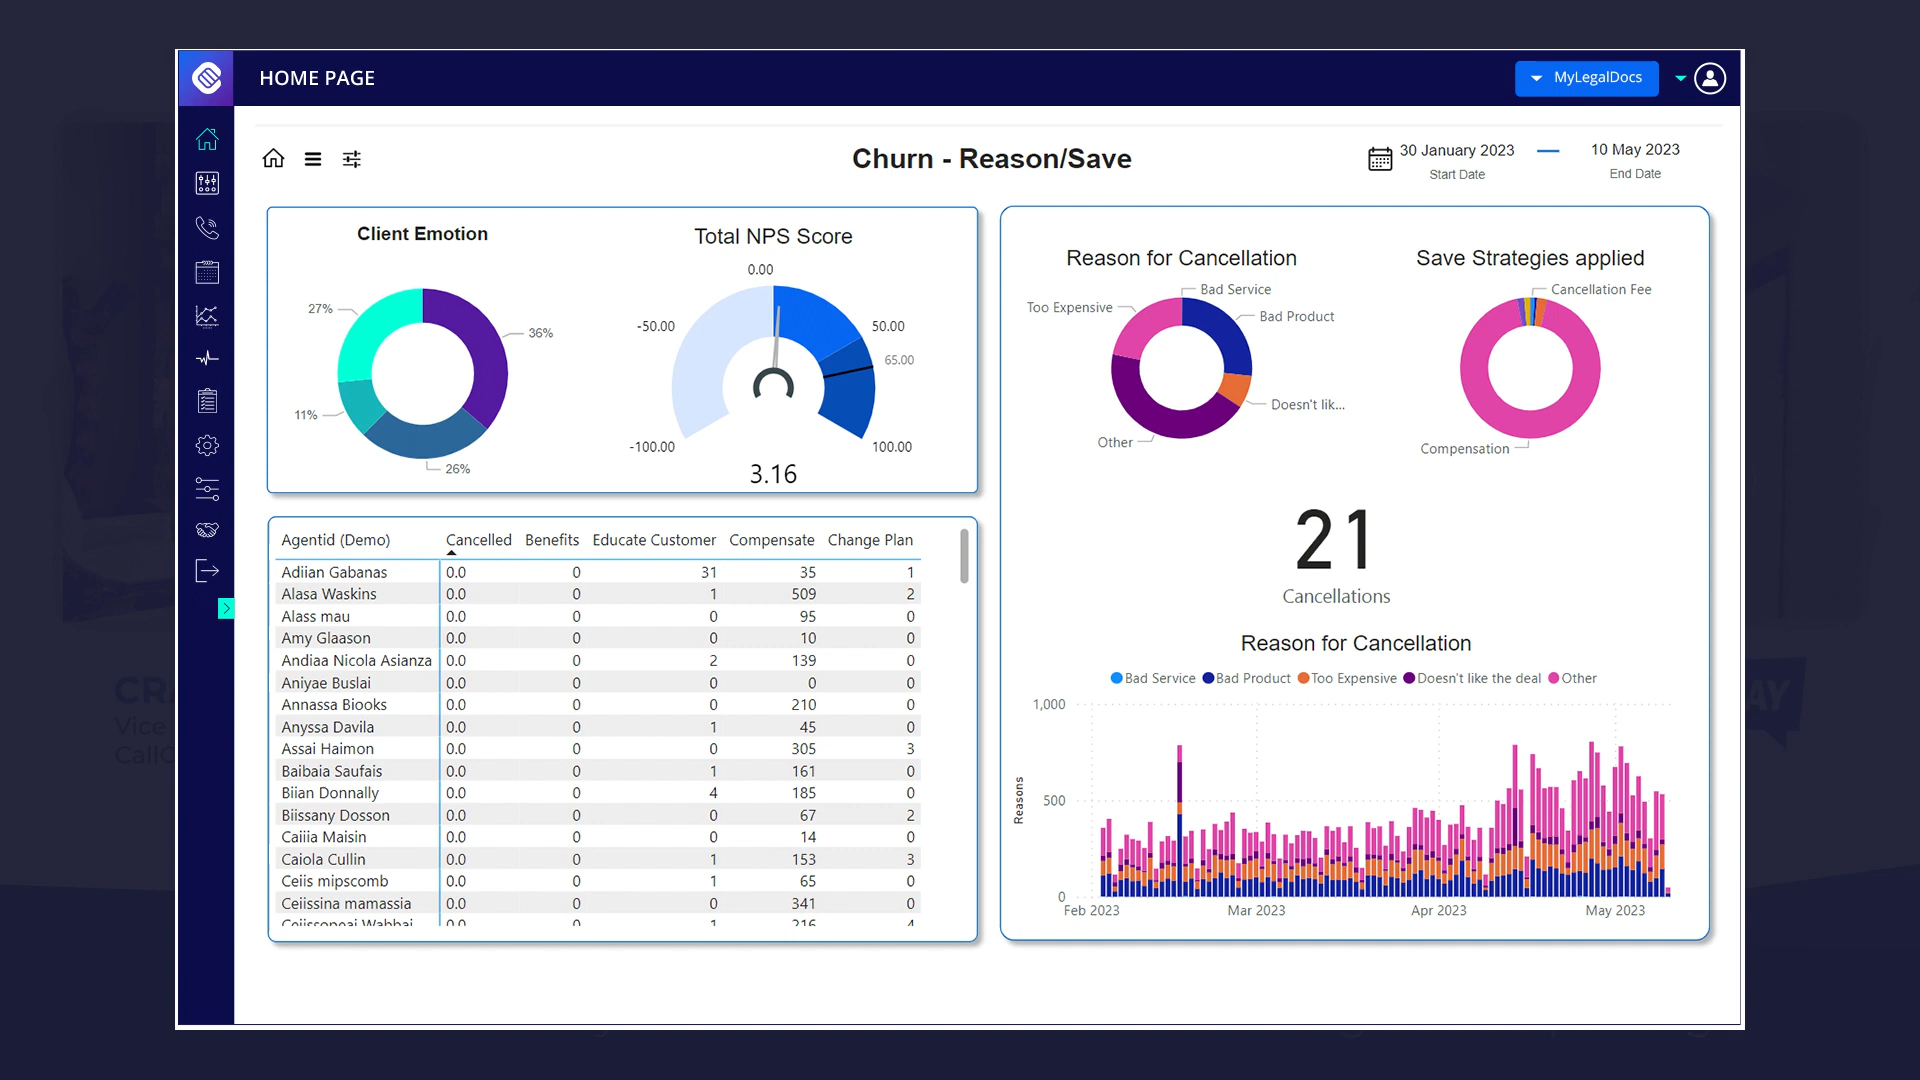 HOME PAGE
MyLegalDocs
Churn - Reason/Save
30 January 2023
Start Date
10 May 2023
End Date
Client Emotion
27%
36%
11%
26%
Total NPS Score
0.00
-50.00
50.00
65.00
-100.00
100.00
3.16
Reason for Cancellation
Bad Service
Too Expensive
Bad Product
Doesn't lik...
Other
Save Strategies applied
Cancellation Fee
Compensation
21
Cancellations
Agentid (Demo) Cancelled Benefits Educate Customer Compensate Change Plan
Adiian Gabanas 0.0 0 31 35 1
Alasa Waskins 0.0 0 1 509 2
Alass mau 0.0 0 0 95 0
Amy Glaason 0.0 0 0 10 0
Andiaa Nicola Asianza 0.0 0 2 139 0
Aniyae Buslai 0.0 0 0 0 0
Annassa Biooks 0.0 0 0 210 0
Anyssa Davila 0.0 0 1 45 0
Assai Haimon 0.0 0 0 305 3
Baibaia Saufais 0.0 0 1 161 0
Biian Donnally 0.0 0 4 185 0
Biissany Dosson 0.0 0 0 67 2
Caiia Maisin 0.0 0 0 14 0
Caiola Cullin 0.0 0 1 153 3
Ceiis mipscomb 0.0 0 1 65 0
Ceiissina mamassia 0.0 0 0 341 0
Reason for Cancellation
Bad Service Bad Product Too Expensive Doesn't like the deal Other
Reasons
1,000
500
0
Feb 2023 Mar 2023 Apr 2023 May 2023
Vice